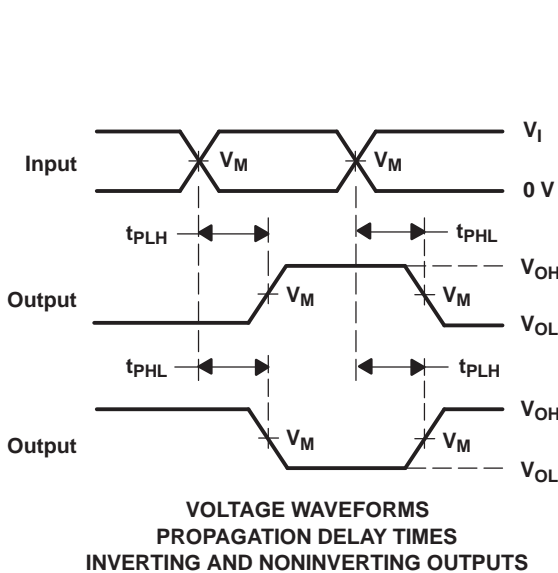 V_I
Input V_M V_M
0 V
t_PLH t_PHL
V_OH
Output V_M V_M
V_OL
t_PHL t_PLH
V_OH
Output V_M V_M
V_OL
VOLTAGE WAVEFORMS
PROPAGATION DELAY TIMES
INVERTING AND NONINVERTING OUTPUTS